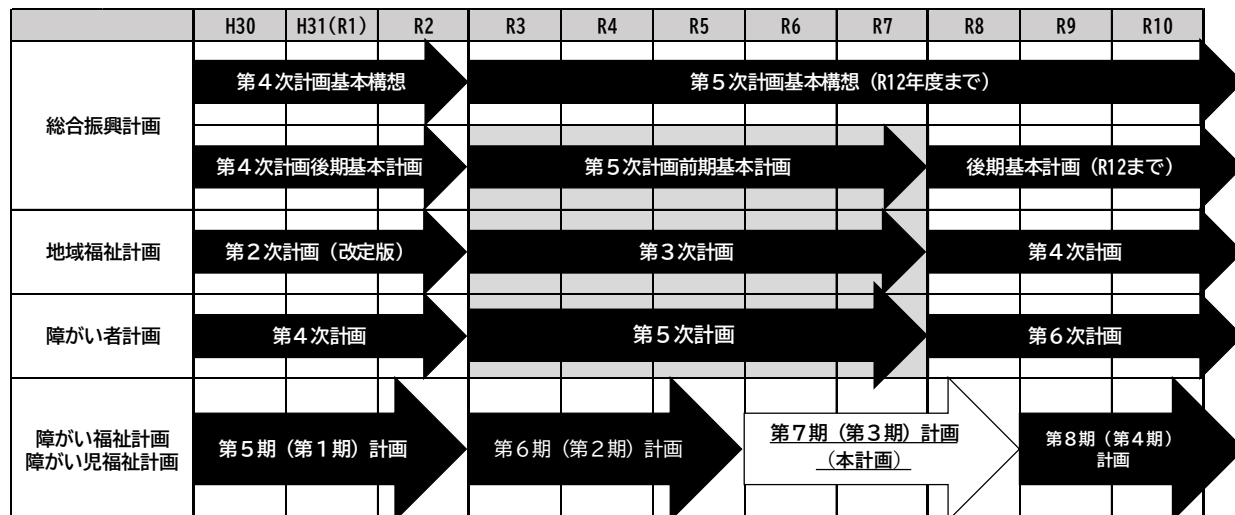 H30 H31(R1) R2 R3 R4 R5 R6 R7 R8 R9 R10
総合振興計画
第4次計画基本構想 第5次計画基本構想(R12年度まで)
第4次計画後期基本計画 第5次計画前期基本計画 後期基本計画(R12まで)
地域福祉計画 第2次計画(改定版) 第3次計画 第4次計画
障がい者計画 第4次計画 第5次計画 第6次計画
障がい福祉計画
障がい児福祉計画
第5期(第1期)計画 第6期(第2期)計画
第7期(第3期)計画
(本計画)
第8期(第4期)
計画